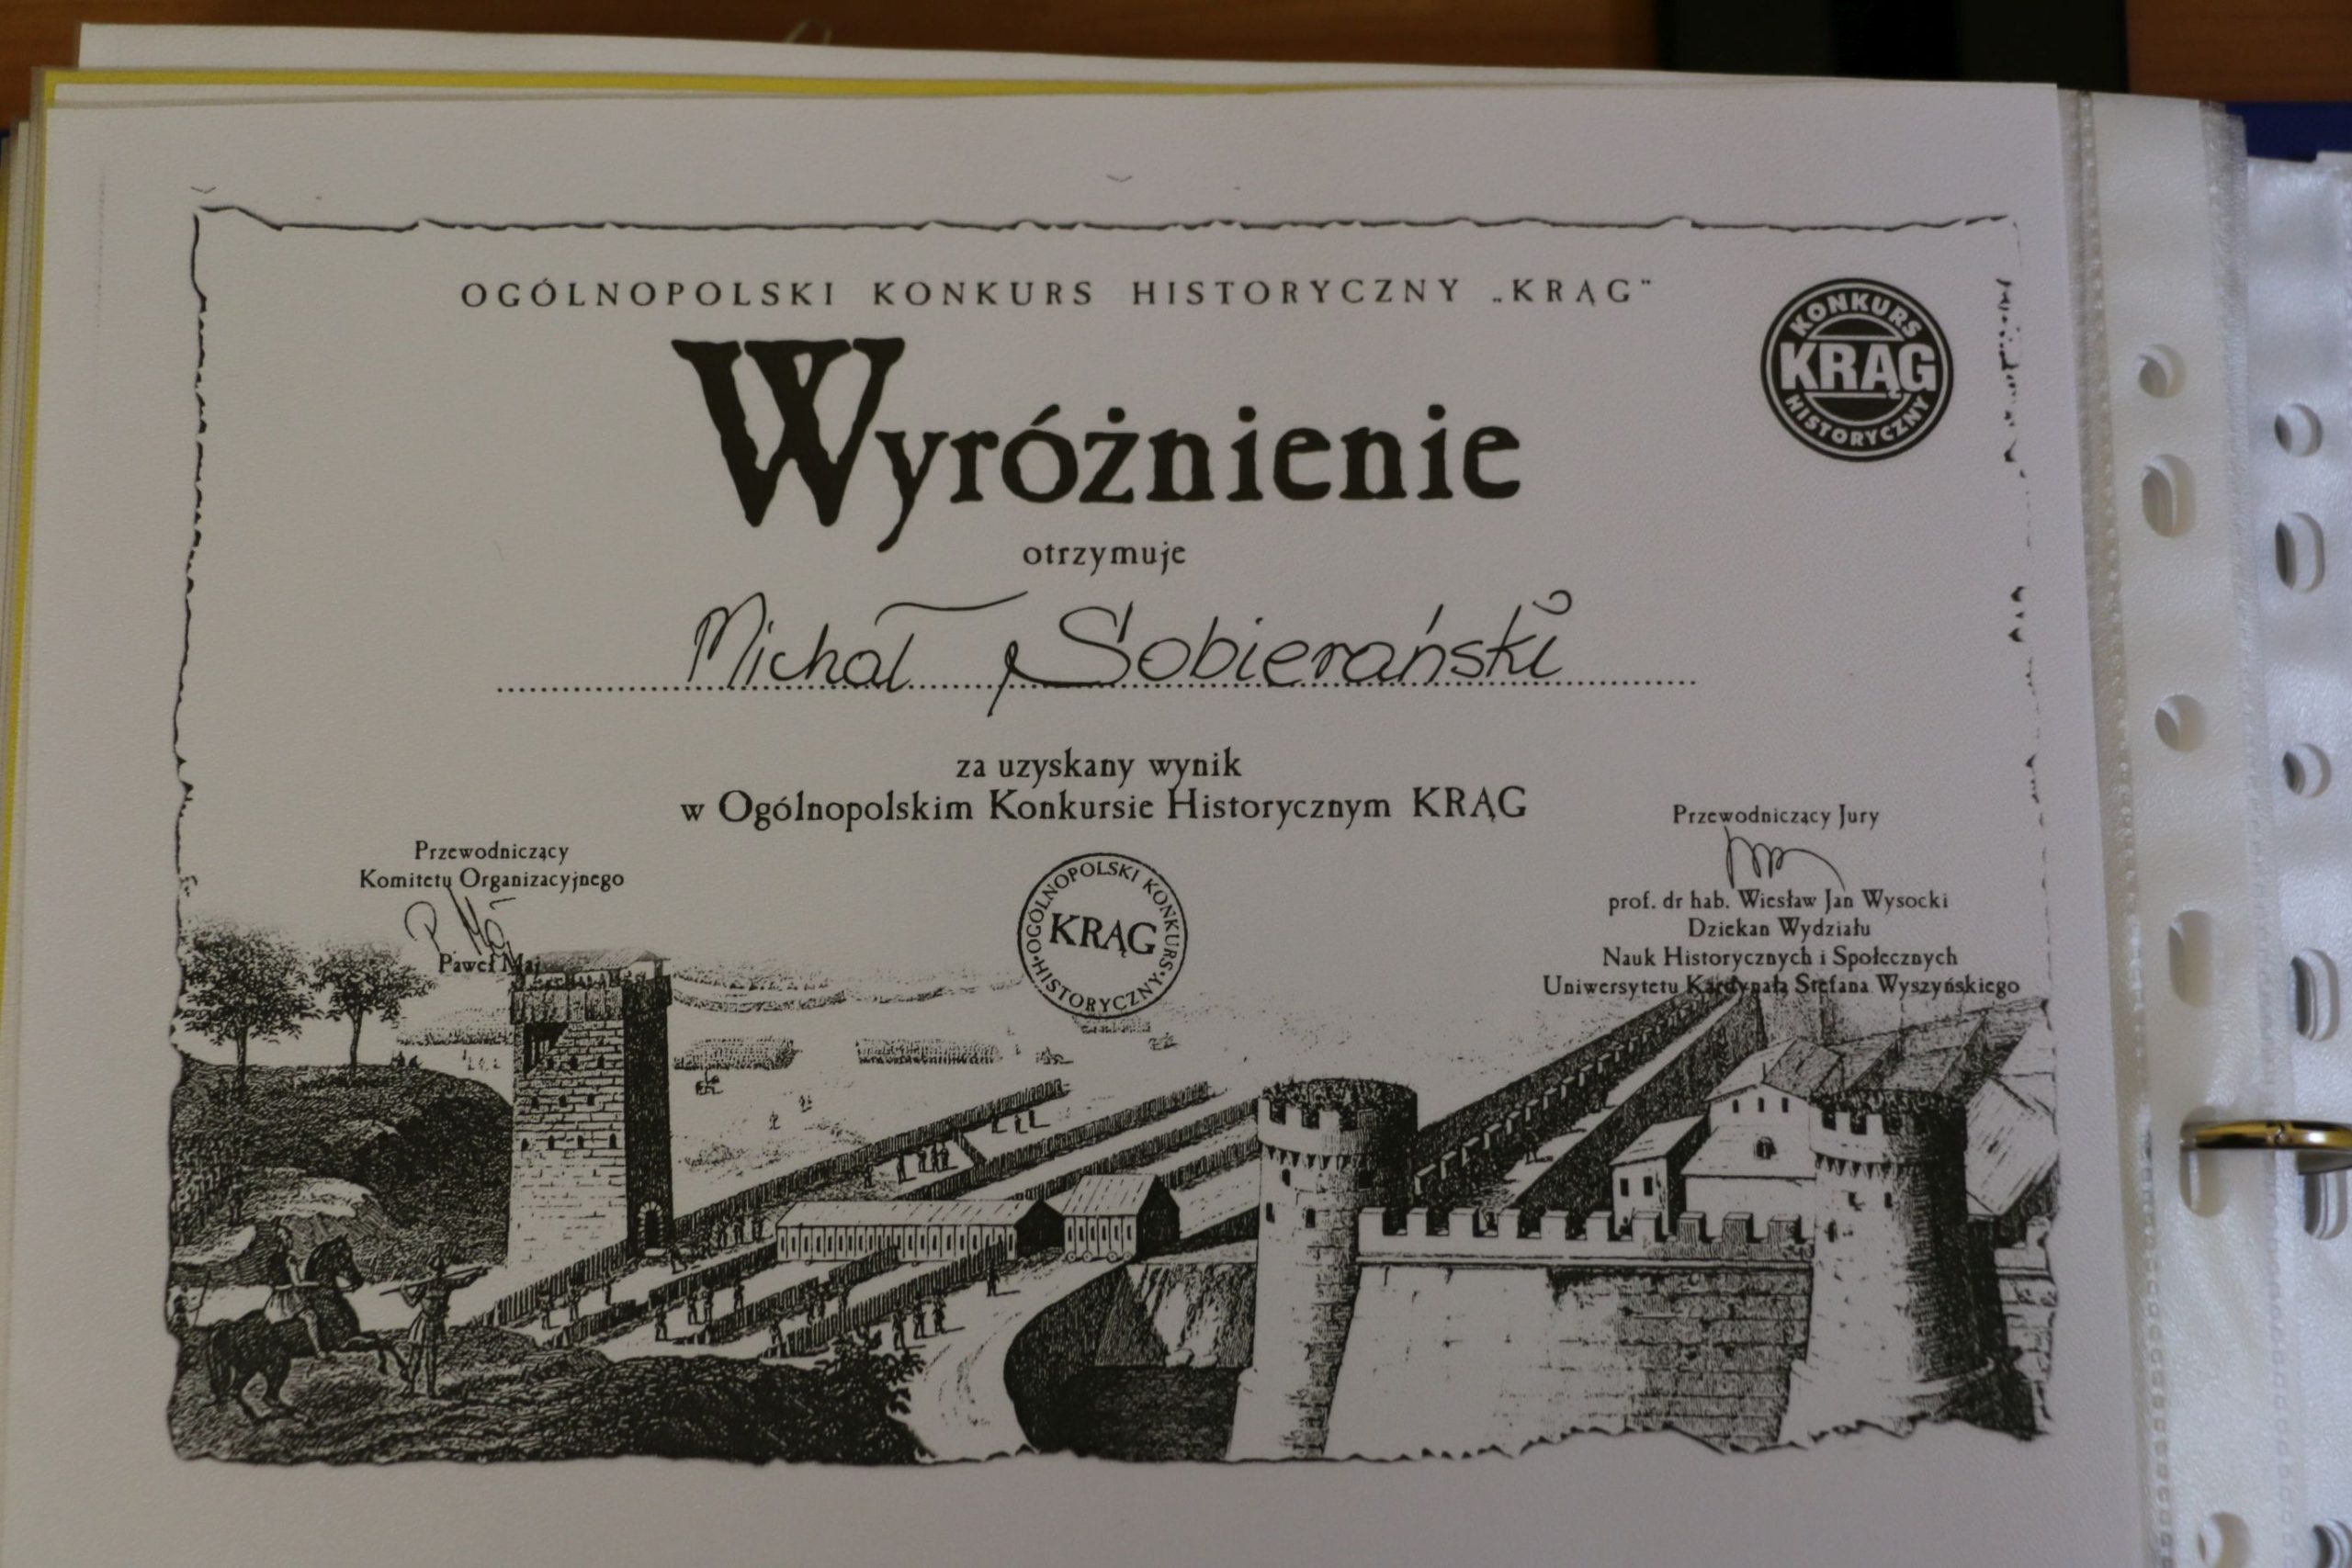 OGÓLNOPOLSKI KONKURS HISTORYCZNY „KRĄG”
KONKURS
KRĄG
HISTORYCZNY
Wyróżnienie
otrzymuje
Michał Sobierański
za uzyskany wynik
w Ogólnopolskim Konkursie Historycznym KRĄG
Przewodniczący
Komitetu Organizacyjnego
Paweł Maj
OGÓLNOPOLSKI KONKURS
KRĄG
HISTORYCZNY
Przewodniczący Jury
prof. dr hab. Wiesław Jan Wysocki
Dziekan Wydziału
Nauk Historycznych i Społecznych
Uniwersytetu Kardynała Stefana Wyszyńskiego